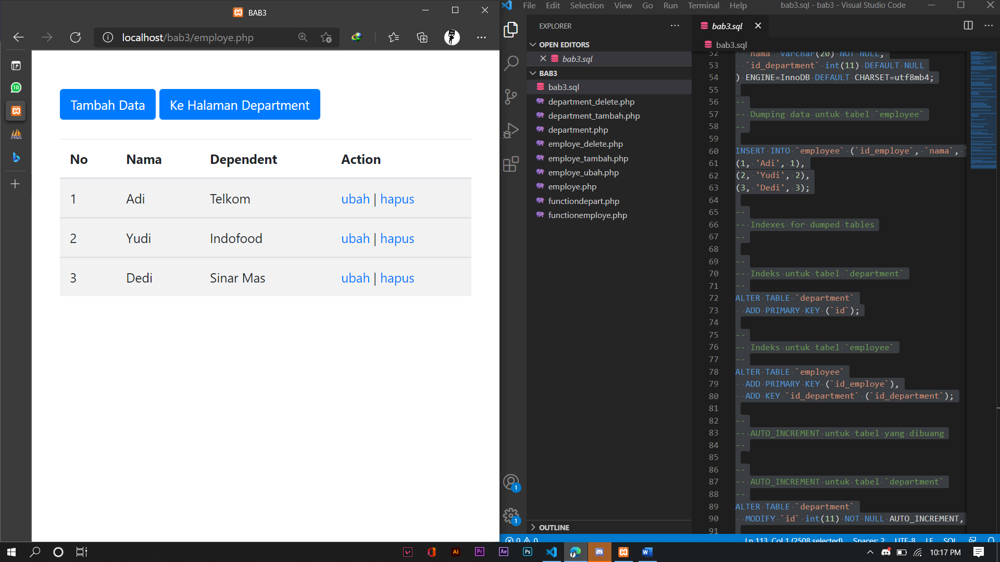 BAB3
localhost/bab3/employe.php
10
Tambah Data
Ke Halaman Department
No Nama Dependent Action
1 Adi Telkom ubah | hapus
2 Yudi Indofood ubah | hapus
3 Dedi Sinar Mas ubah | hapus
File Edit Selection View Go Run Terminal Help
bab3.sql - bab3 - Visual Studio Code
EXPLORER
OPEN EDITORS
bab3.sql
BAB3
bab3.sql
department_delete.php
department_tambah.php
department.php
employe_delete.php
employe_tambah.php
employe_ubah.php
employe.php
functiondepart.php
functionemploye.php
OUTLINE
1
1
bab3.sql
bab3.sql
52 `nama` varchar(20) NOT NULL,
53 `id_department` int(11) DEFAULT NULL
54 ) ENGINE=InnoDB DEFAULT CHARSET=utf8mb4;
55
56 --
57 -- Dumping data untuk tabel `employee`
58 --
59
60 INSERT INTO `employee` (`id_employe`, `nama`, `
61 (1, 'Adi', 1),
62 (2, 'Yudi', 2),
63 (3, 'Dedi', 3);
64
65 --
66 -- Indexes for dumped tables
67 --
68
69 --
70 -- Indeks untuk tabel `department`
71 --
72 ALTER TABLE `department`
73 ADD PRIMARY KEY (`id`);
74
75 --
76 -- Indeks untuk tabel `employee`
77 --
78 ALTER TABLE `employee`
79 ADD PRIMARY KEY (`id_employe`),
80 ADD KEY `id_department` (`id_department`);
81
82 --
83 -- AUTO_INCREMENT untuk tabel yang dibuang
84 --
85
86 --
87 -- AUTO_INCREMENT untuk tabel `department`
88 --
89 ALTER TABLE `department`
90 MODIFY `id` int(11) NOT NULL AUTO_INCREMENT,
91
0 0
Ln 113, Col 1 (2508 selected) Spaces: 2 UTF-8 LF SQL
Ai Pr Ae Ps
10:17 PM